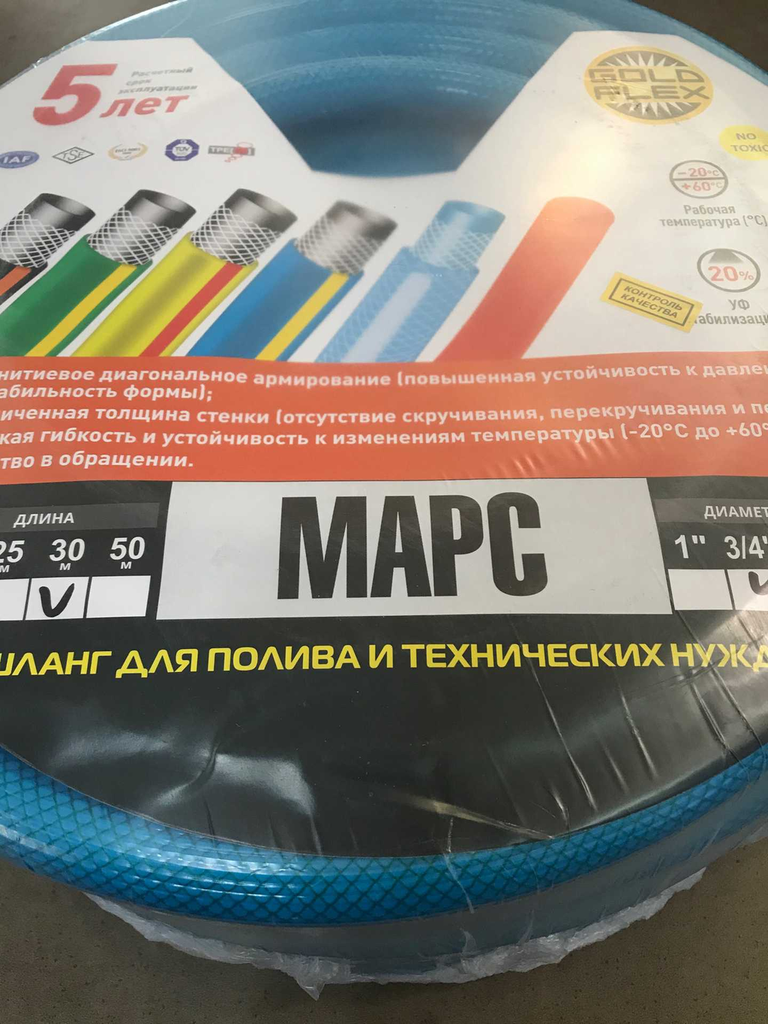 5 лет
Расчетный
срок
эксплуатации
GOLD
FLEX
NO
TOXIC
IAF
TSE
-20°C
+60°C
Рабочая
температура (°C)
20%
УФ
табилизаци
КОНТРОЛЬ
КАЧЕСТВА
нитиевое диагональное армирование (повышенная устойчивость к давле
абильность формы);
иченная толщина стенки (отсутствие скручивания, перекручивания и пе
кая гибкость и устойчивость к изменениям температуры (-20°C до +60°
тво в обращении.
ДЛИНА
25 м 30 м 50 м
V
МАРС
ДИАМЕТ
1" 3/4"
ШЛАНГ ДЛЯ ПОЛИВА И ТЕХНИЧЕСКИХ НУЖД